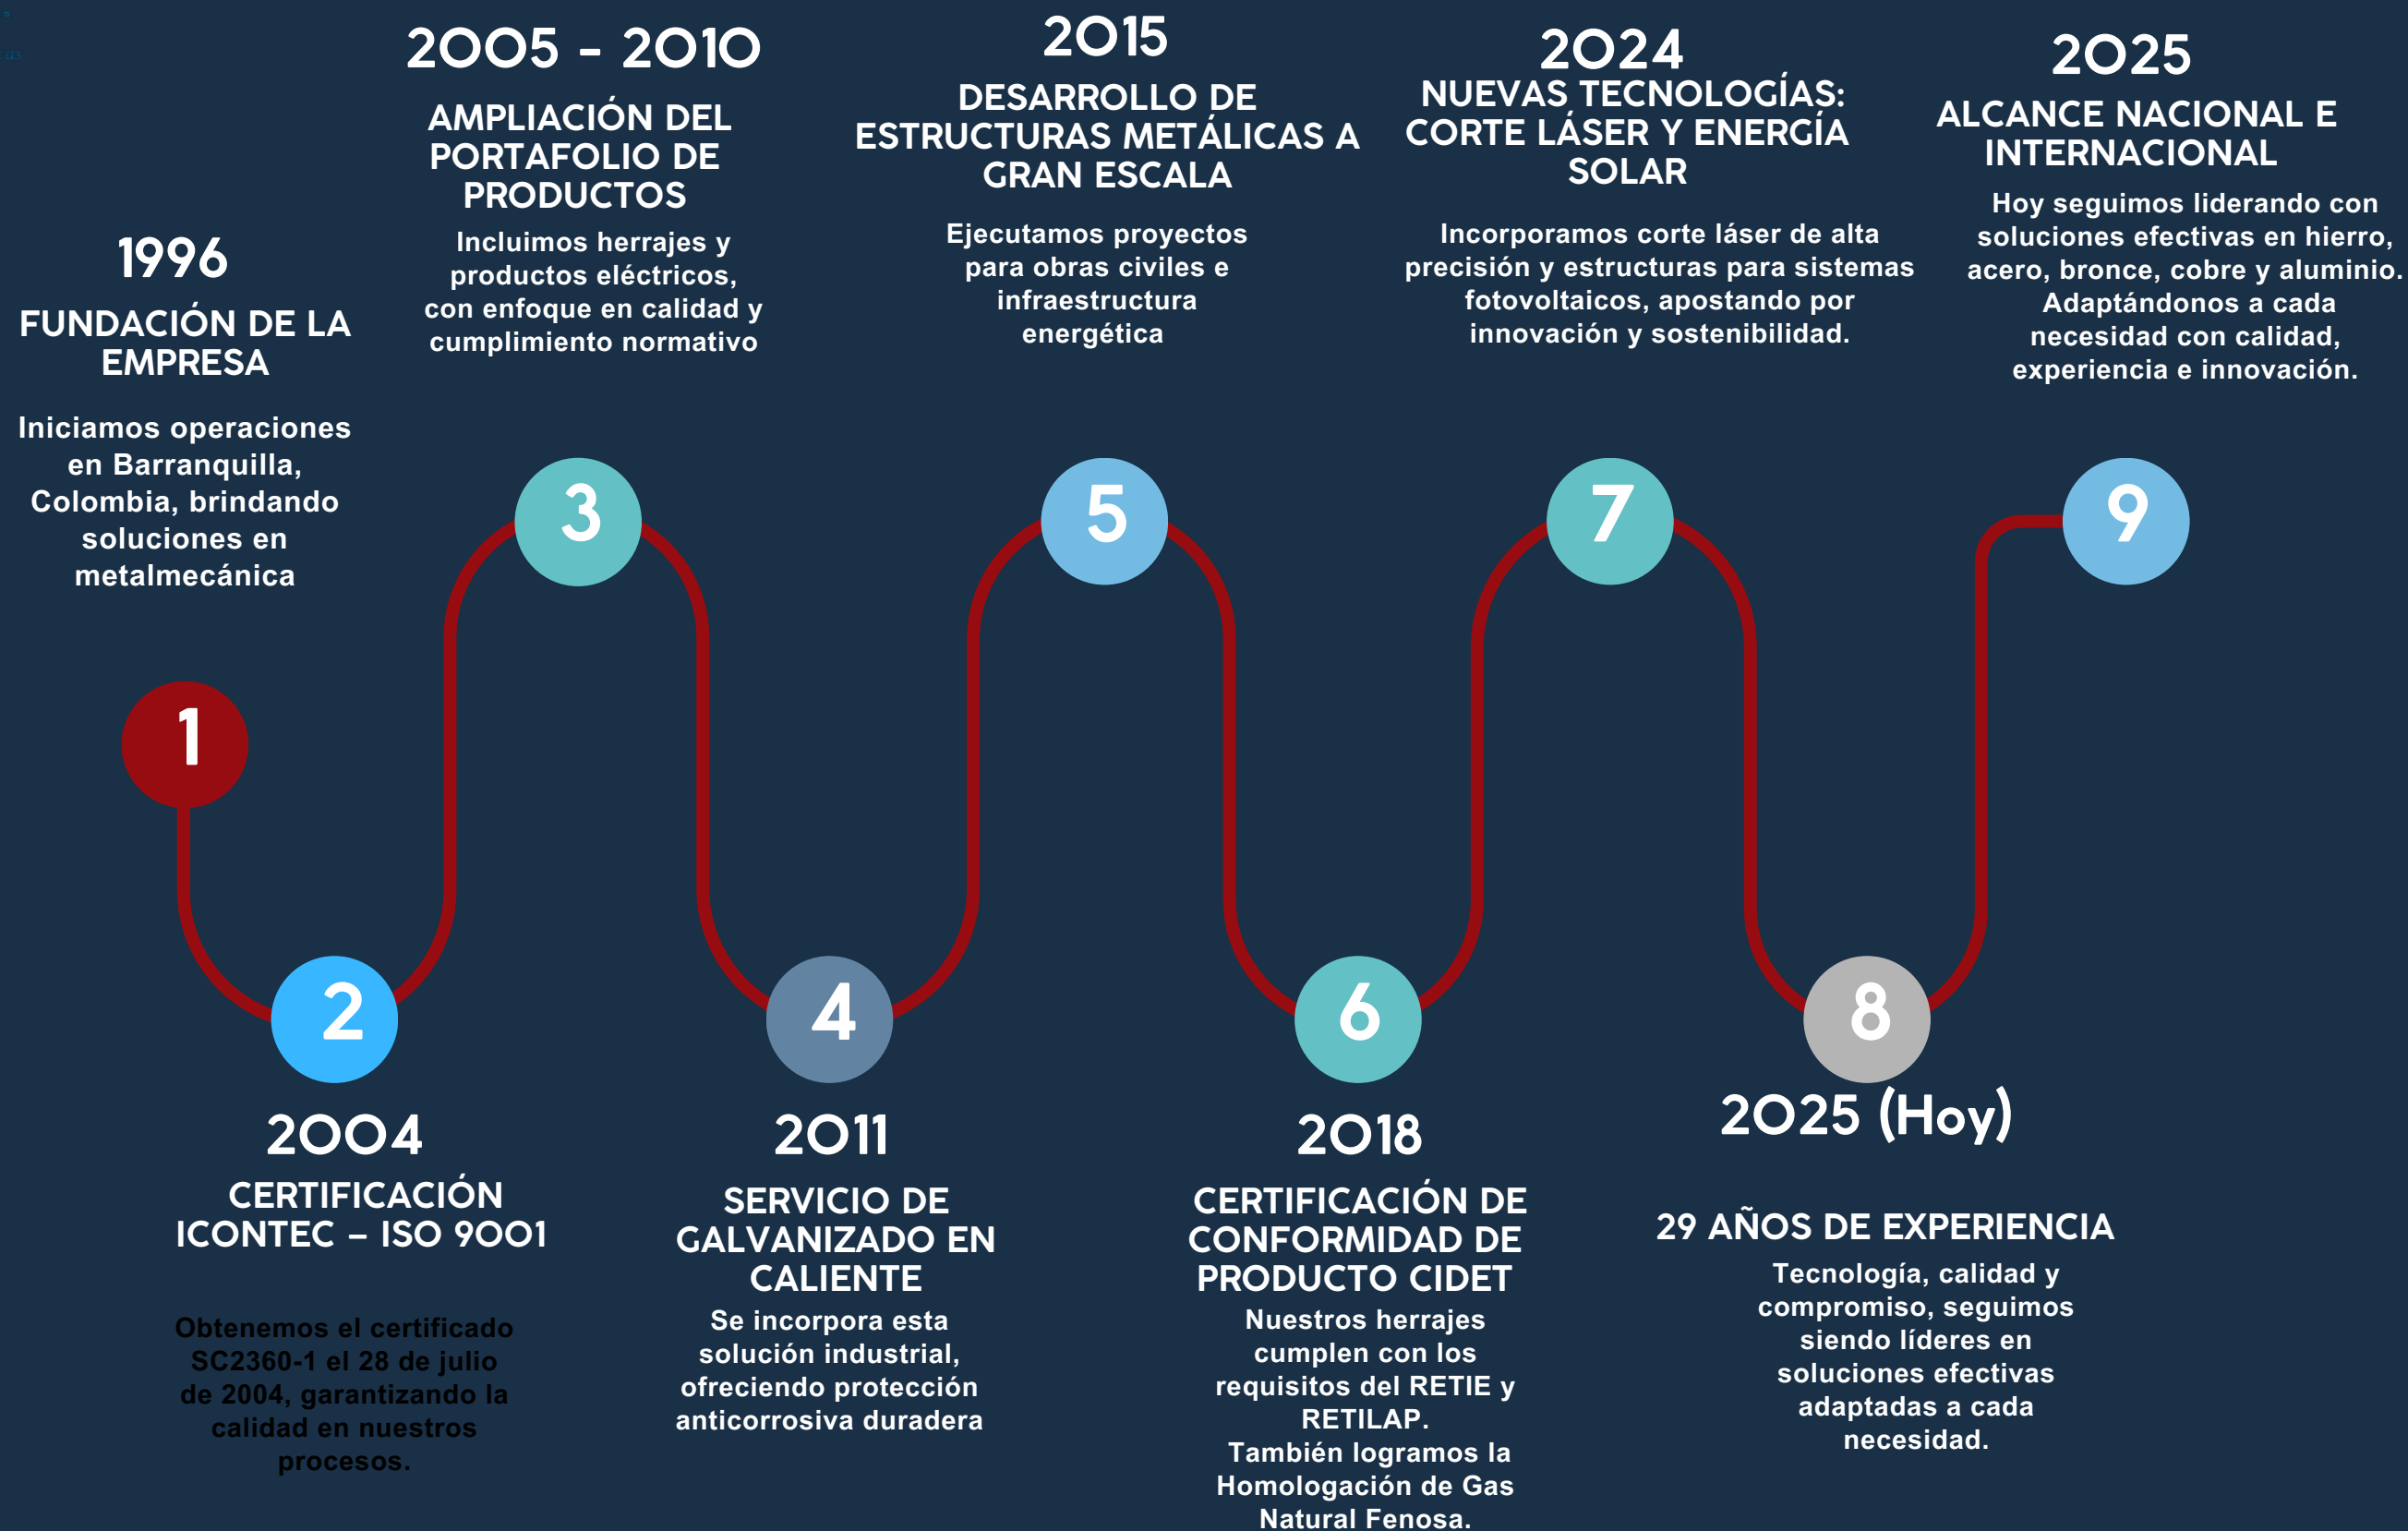 1996
FUNDACIÓN DE LA
EMPRESA
Iniciamos operaciones
en Barranquilla,
Colombia, brindando
soluciones en
metalmecánica
1
2
2004
CERTIFICACIÓN
ICONTEC – ISO 9001
Obtenemos el certificado
SC2360-1 el 28 de julio
de 2004, garantizando la
calidad en nuestros
procesos.
2005 - 2010
AMPLIACIÓN DEL
PORTAFOLIO DE
PRODUCTOS
Incluimos herrajes y
productos eléctricos,
con enfoque en calidad y
cumplimiento normativo
3
4
2011
SERVICIO DE
GALVANIZADO EN
CALIENTE
Se incorpora esta
solución industrial,
ofreciendo protección
anticorrosiva duradera
2015
DESARROLLO DE
ESTRUCTURAS METÁLICAS A
GRAN ESCALA
Ejecutamos proyectos
para obras civiles e
infraestructura
energética
5
6
2018
CERTIFICACIÓN DE
CONFORMIDAD DE
PRODUCTO CIDET
Nuestros herrajes
cumplen con los
requisitos del RETIE y
RETILAP.
También logramos la
Homologación de Gas
Natural Fenosa.
2024
NUEVAS TECNOLOGÍAS:
CORTE LÁSER Y ENERGÍA
SOLAR
Incorporamos corte láser de alta
precisión y estructuras para sistemas
fotovoltaicos, apostando por
innovación y sostenibilidad.
7
8
2025 (Hoy)
29 AÑOS DE EXPERIENCIA
Tecnología, calidad y
compromiso, seguimos
siendo líderes en
soluciones efectivas
adaptadas a cada
necesidad.
2025
ALCANCE NACIONAL E
INTERNACIONAL
Hoy seguimos liderando con
soluciones efectivas en hierro,
acero, bronce, cobre y aluminio.
Adaptándonos a cada
necesidad con calidad,
experiencia e innovación.
9